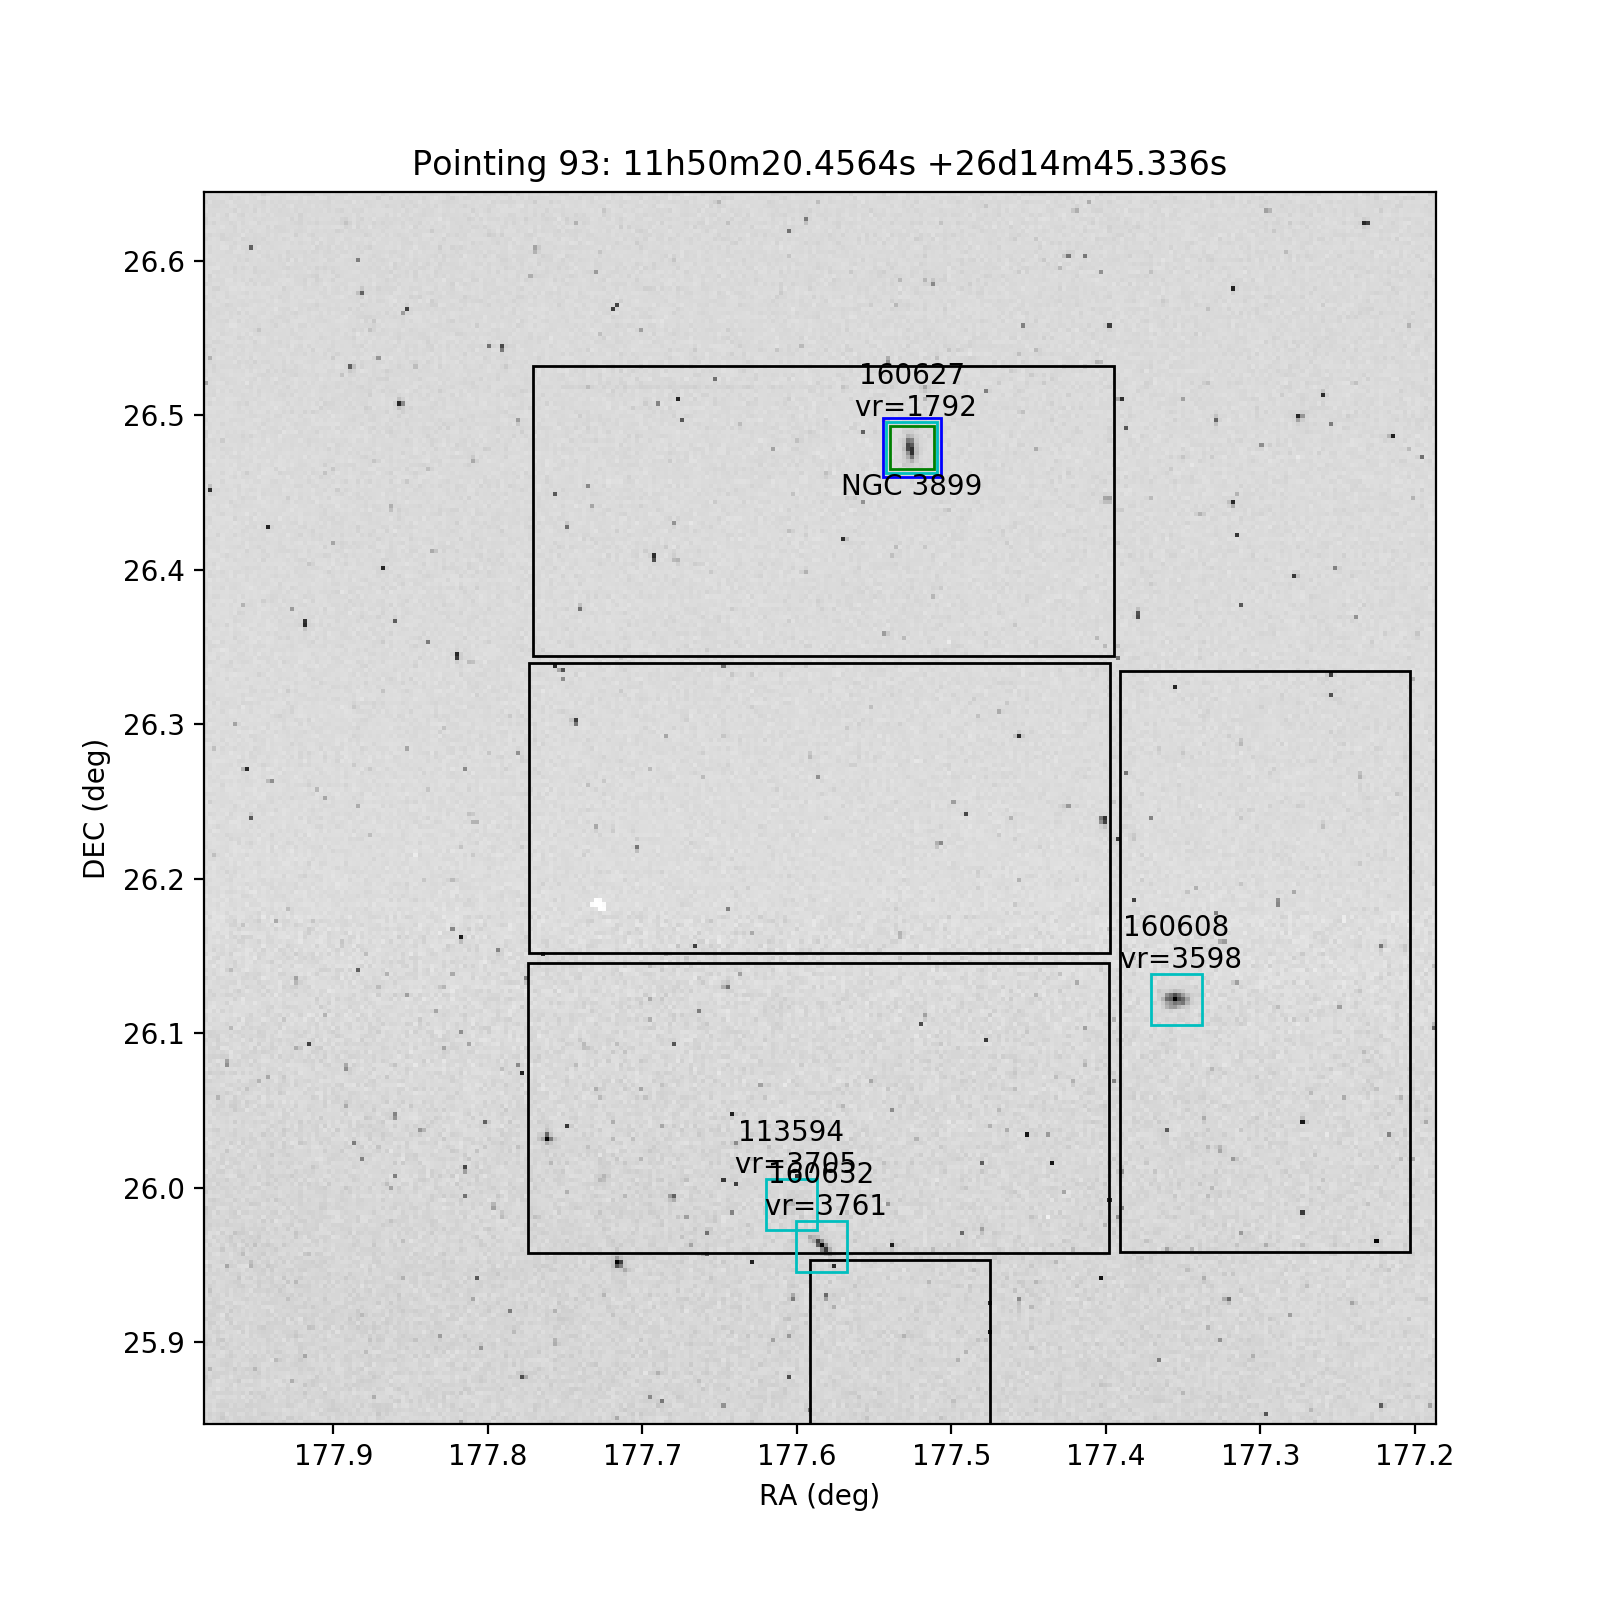 Pointing 93: 11h50m20.4564s +26d14m45.336s
26.6
26.5
26.4
26.3
26.2
26.1
26.0
25.9
DEC (deg)
160627
vr=1792
NGC 3899
160608
vr=3598
113594
vr=3705
160632
vr=3761
177.9 177.8 177.7 177.6 177.5 177.4 177.3 177.2
RA (deg)